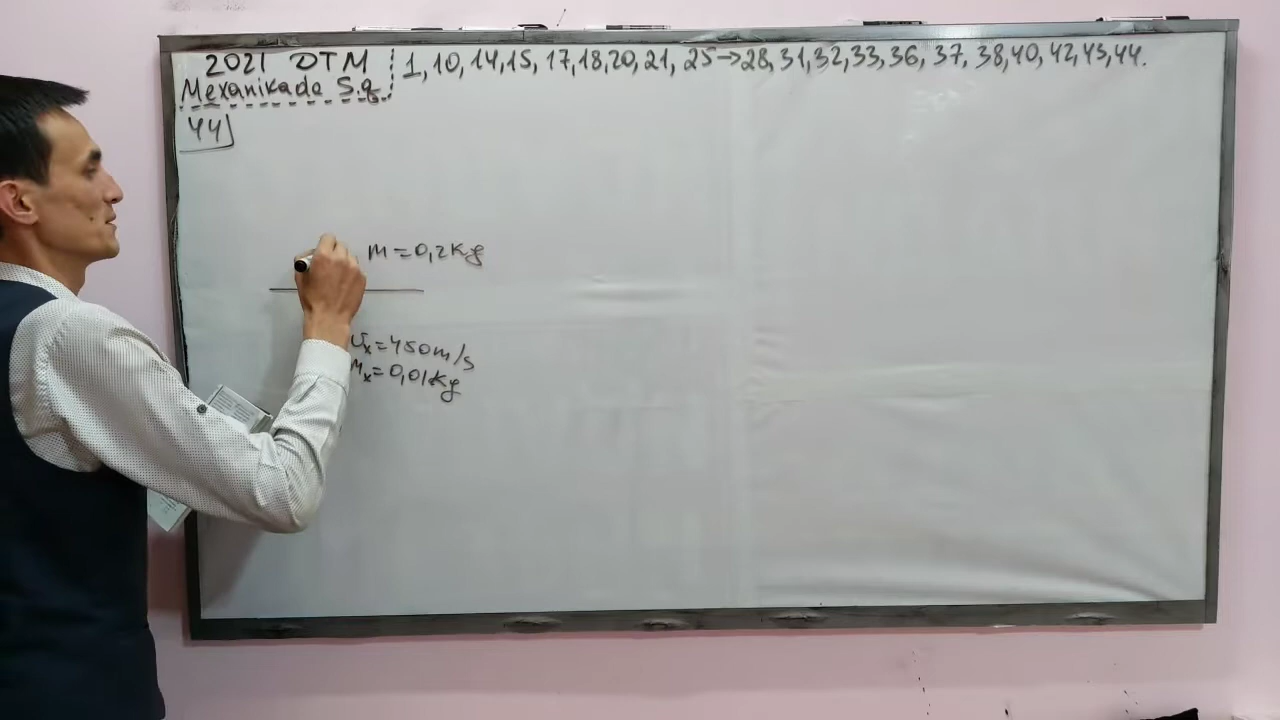 2021 DTM
Mexanikada S.q
1, 10, 14, 15, 17, 18, 20, 21, 25→28, 31, 32, 33, 36, 37, 38, 40, 42, 43, 44.
44
m=0,2kg
υₓ=450m/s
mₓ=0,01kg